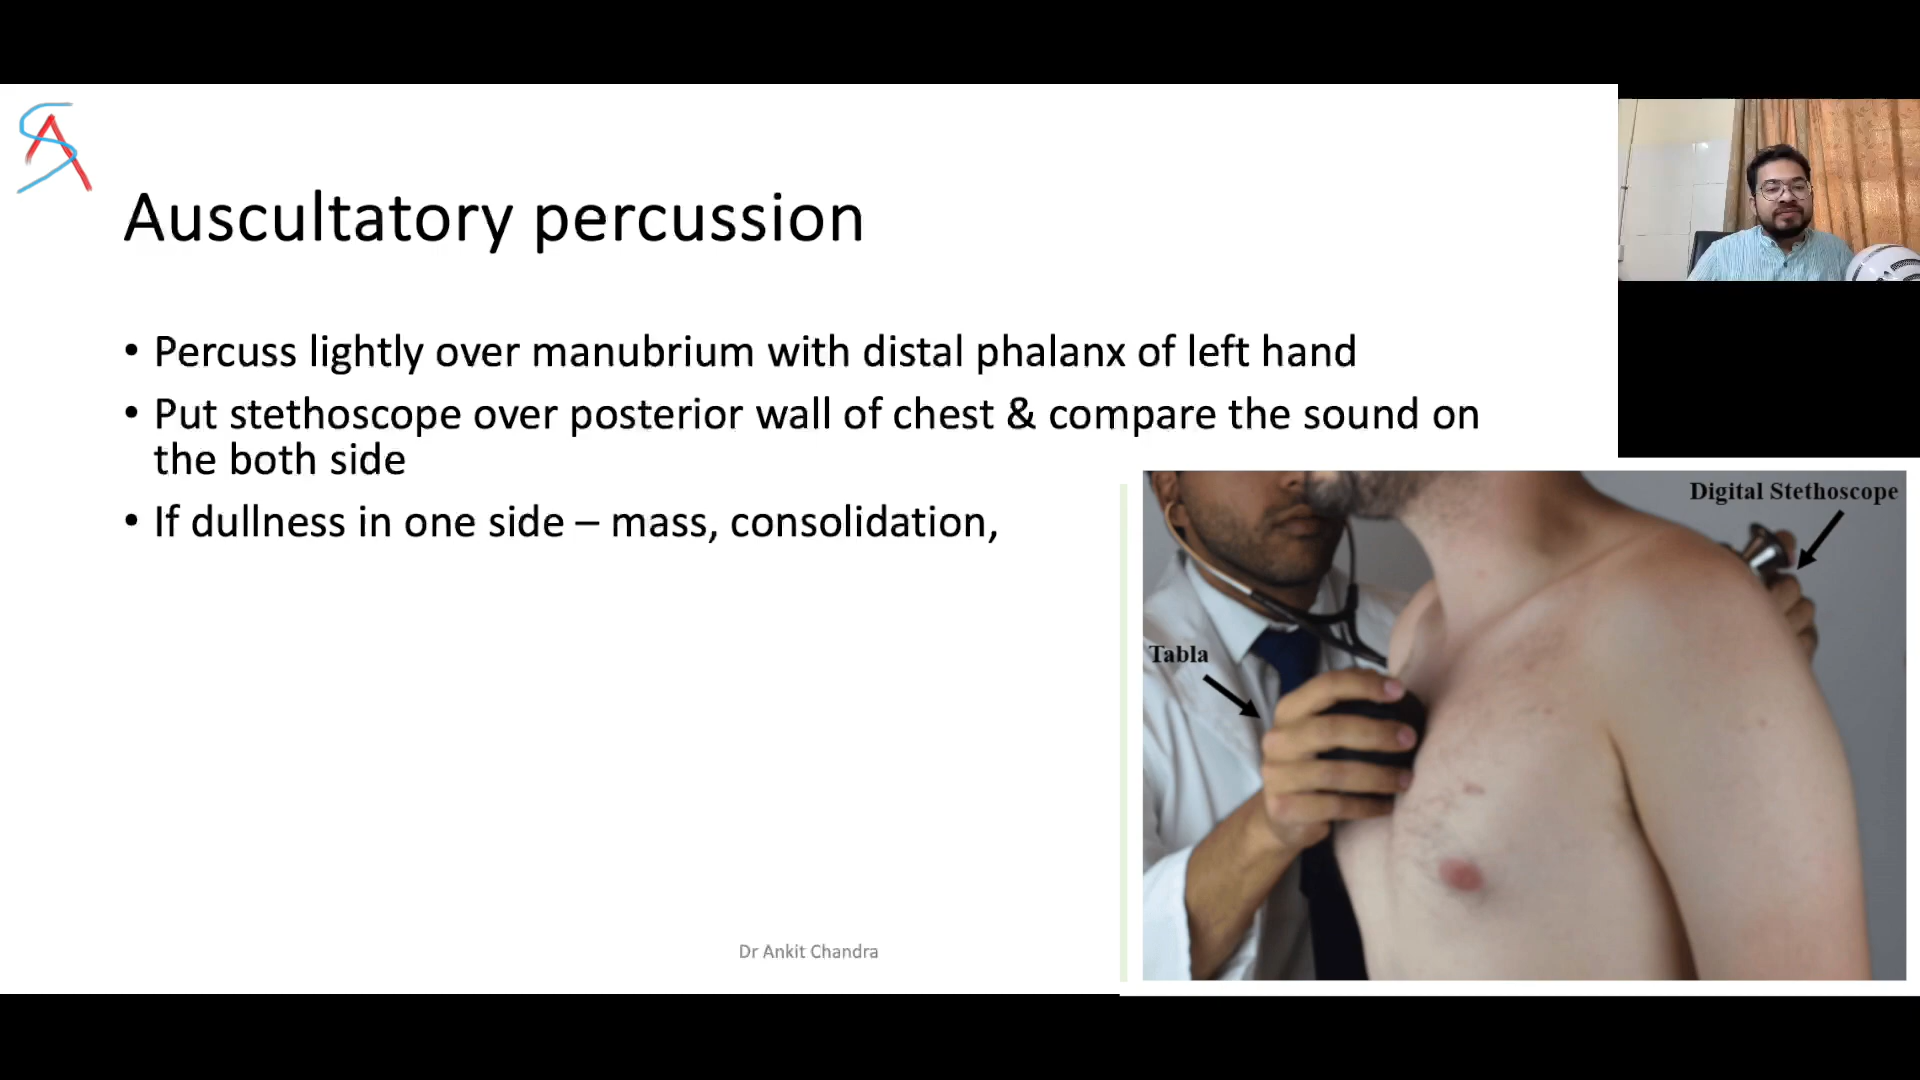 Auscultatory percussion
• Percuss lightly over manubrium with distal phalanx of left hand
• Put stethoscope over posterior wall of chest & compare the sound on
the both side
• If dullness in one side – mass, consolidation,
Digital Stethoscope
Tabla
Dr Ankit Chandra